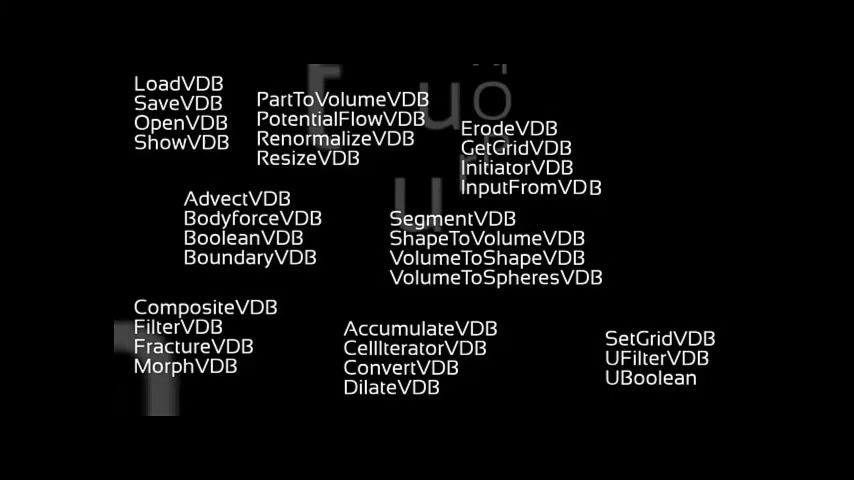 LoadVDB
SaveVDB
OpenVDB
ShowVDB
PartToVolumeVDB
PotentialFlowVDB
RenormalizeVDB
ResizeVDB
ErodeVDB
GetGridVDB
InitiatorVDB
InputFromVDB
AdvectVDB
BodyforceVDB
BooleanVDB
BoundaryVDB
SegmentVDB
ShapeToVolumeVDB
VolumeToShapeVDB
VolumeToSpheresVDB
CompositeVDB
FilterVDB
FractureVDB
MorphVDB
AccumulateVDB
CellIteratorVDB
ConvertVDB
DilateVDB
SetGridVDB
UFilterVDB
UBoolean